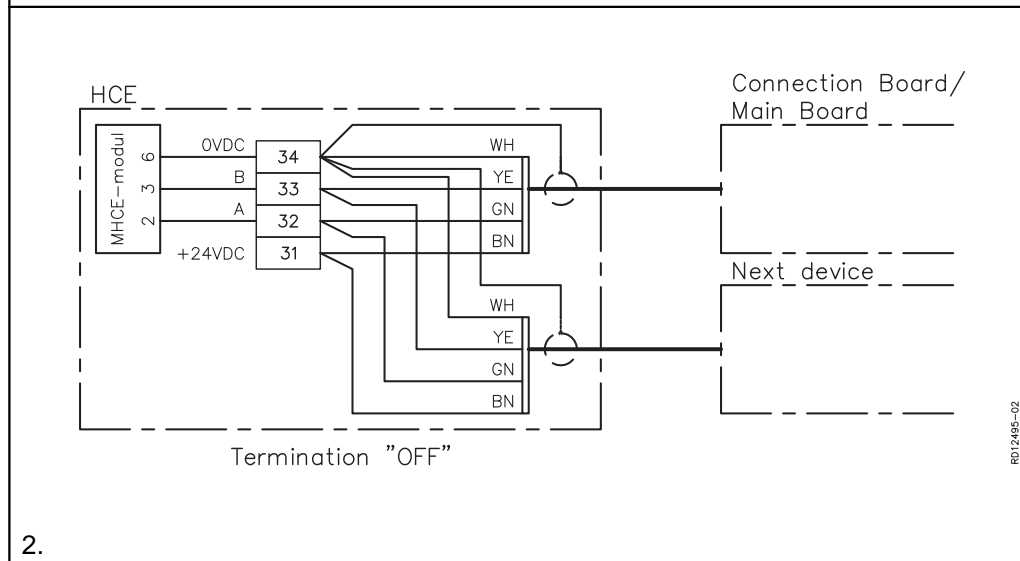 HCE
Connection Board/
Main Board
MHCE-modul
6
3
2
0VDC
B
A
+24VDC
34
33
32
31
WH
YE
GN
BN
Next device
WH
YE
GN
BN
Termination "OFF"
RD12495-02
2.